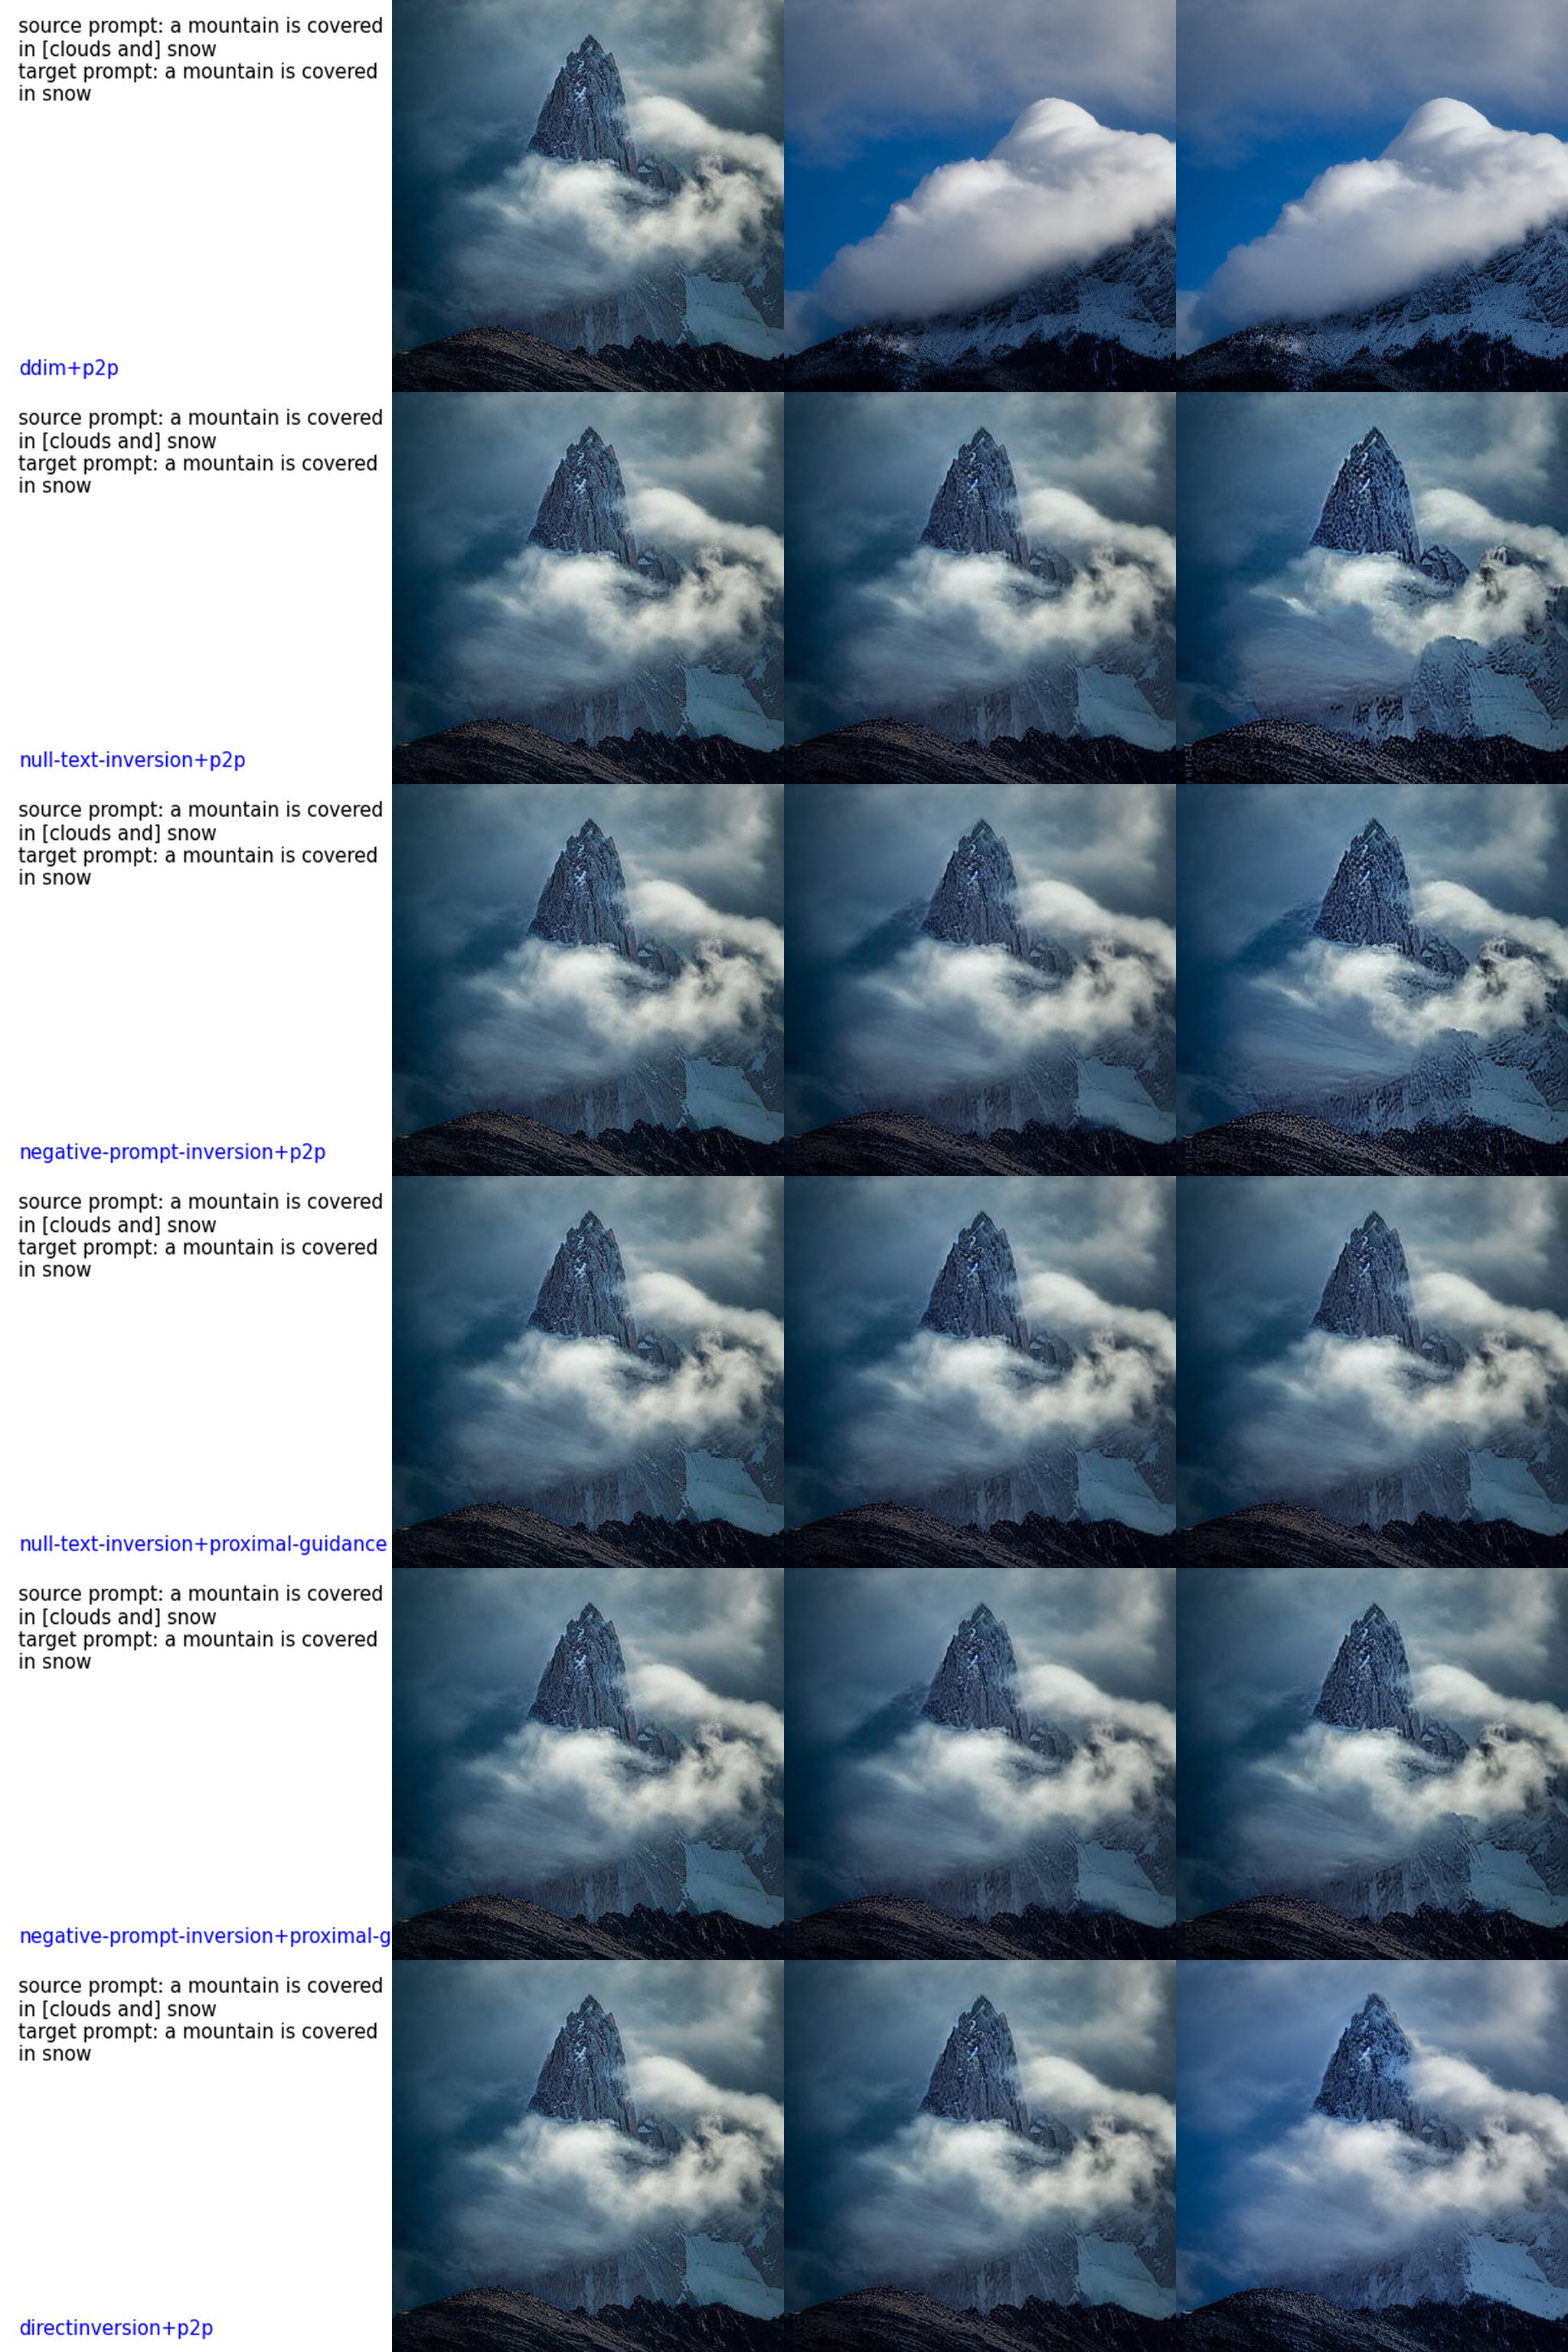 source prompt: a mountain is covered
in [clouds and] snow
target prompt: a mountain is covered
in snow
ddim+p2p
source prompt: a mountain is covered
in [clouds and] snow
target prompt: a mountain is covered
in snow
null-text-inversion+p2p
source prompt: a mountain is covered
in [clouds and] snow
target prompt: a mountain is covered
in snow
negative-prompt-inversion+p2p
source prompt: a mountain is covered
in [clouds and] snow
target prompt: a mountain is covered
in snow
null-text-inversion+proximal-guidance
source prompt: a mountain is covered
in [clouds and] snow
target prompt: a mountain is covered
in snow
negative-prompt-inversion+proximal-g
source prompt: a mountain is covered
in [clouds and] snow
target prompt: a mountain is covered
in snow
directinversion+p2p